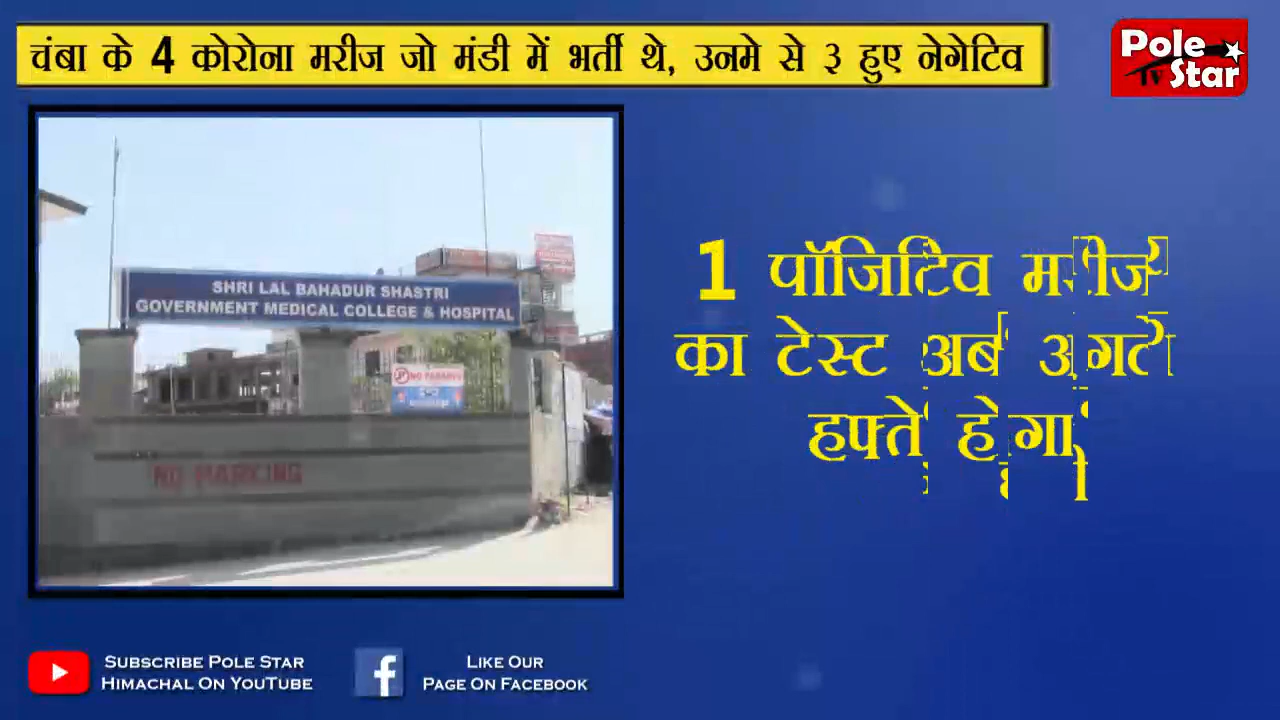 चंबा के 4 कोरोना मरीज जो मंडी में भर्ती थे, उनमे से ३ हुए नेगेटिव
Pole
TV Star
SHRI LAL BAHADUR SHASTRI
GOVERNMENT MEDICAL COLLEGE & HOSPITAL
NO PARKING
NO PARKING
1 पॉजिटिव मरीज
का टेस्ट अब अगले
हफ्ते होगा
SUBSCRIBE POLE STAR
HIMACHAL ON YOUTUBE
LIKE OUR
PAGE ON FACEBOOK